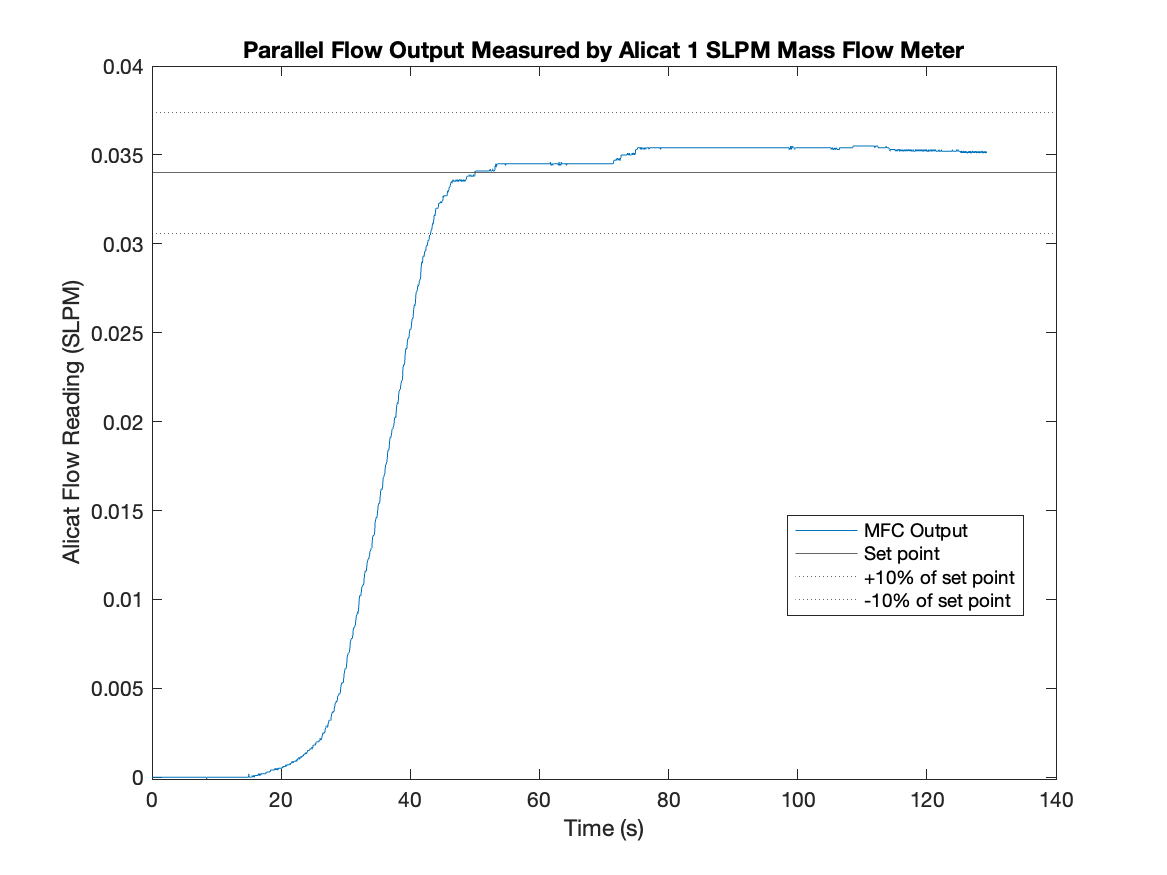 Parallel Flow Output Measured by Alicat 1 SLPM Mass Flow Meter
0.04
0.035
0.03
0.025
0.02
0.015
0.01
0.005
0
Alicat Flow Reading (SLPM)
MFC Output
Set point
+10% of set point
-10% of set point
0 20 40 60 80 100 120 140
Time (s)